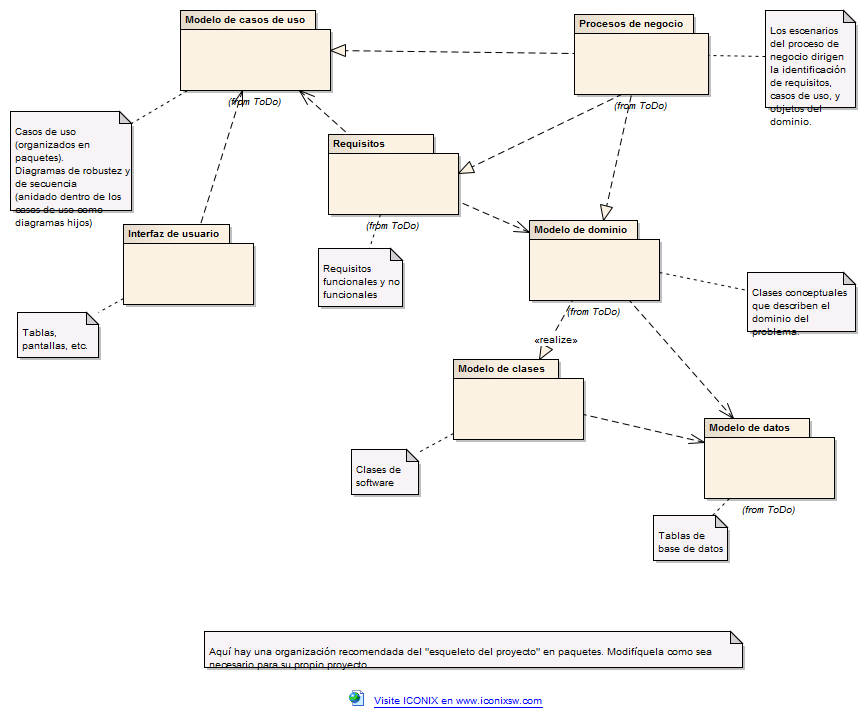 Modelo de casos de uso
(from ToDo)
Procesos de negocio
(from ToDo)
Los escenarios
del proceso de
negocio dirigen
la identificación
de requisitos,
casos de uso, y
objetos del
dominio.
Casos de uso
(organizados en
paquetes).
Diagramas de robustez y
de secuencia
(anidado dentro de los
casos de uso como
diagramas hijos)
Requisitos
(from ToDo)
Interfaz de usuario
Modelo de dominio
(from ToDo)
Requisitos
funcionales y no
funcionales
Clases conceptuales
que describen el
dominio del
problema.
Tablas,
pantallas, etc.
«realize»
Modelo de clases
Modelo de datos
(from ToDo)
Clases de
software
Tablas de
base de datos
Aquí hay una organización recomendada del "esqueleto del proyecto" en paquetes. Modifíquela como sea
necesario para su propio proyecto
Visite ICONIX en www.iconixsw.com